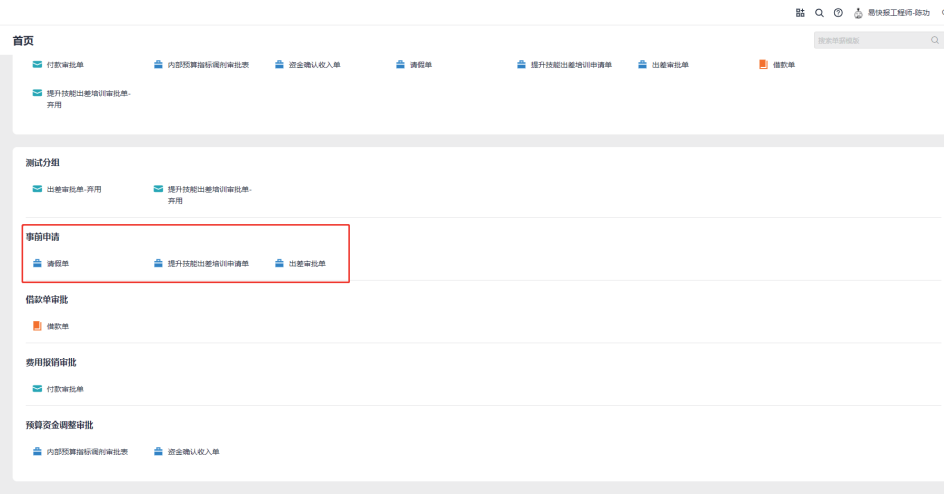 易快报工程师-陈功
首页
搜索单据模版
付款审批单
内部预算指标调剂审批表
资金确认收入单
请假单
提升技能出差培训申请单
出差审批单
借款单
提升技能出差培训审批单-
弃用
测试分组
出差审批单-弃用
提升技能出差培训审批单-
弃用
事前申请
请假单
提升技能出差培训申请单
出差审批单
借款单审批
借款单
费用报销审批
付款审批单
预算资金调整审批
内部预算指标调剂审批表
资金确认收入单